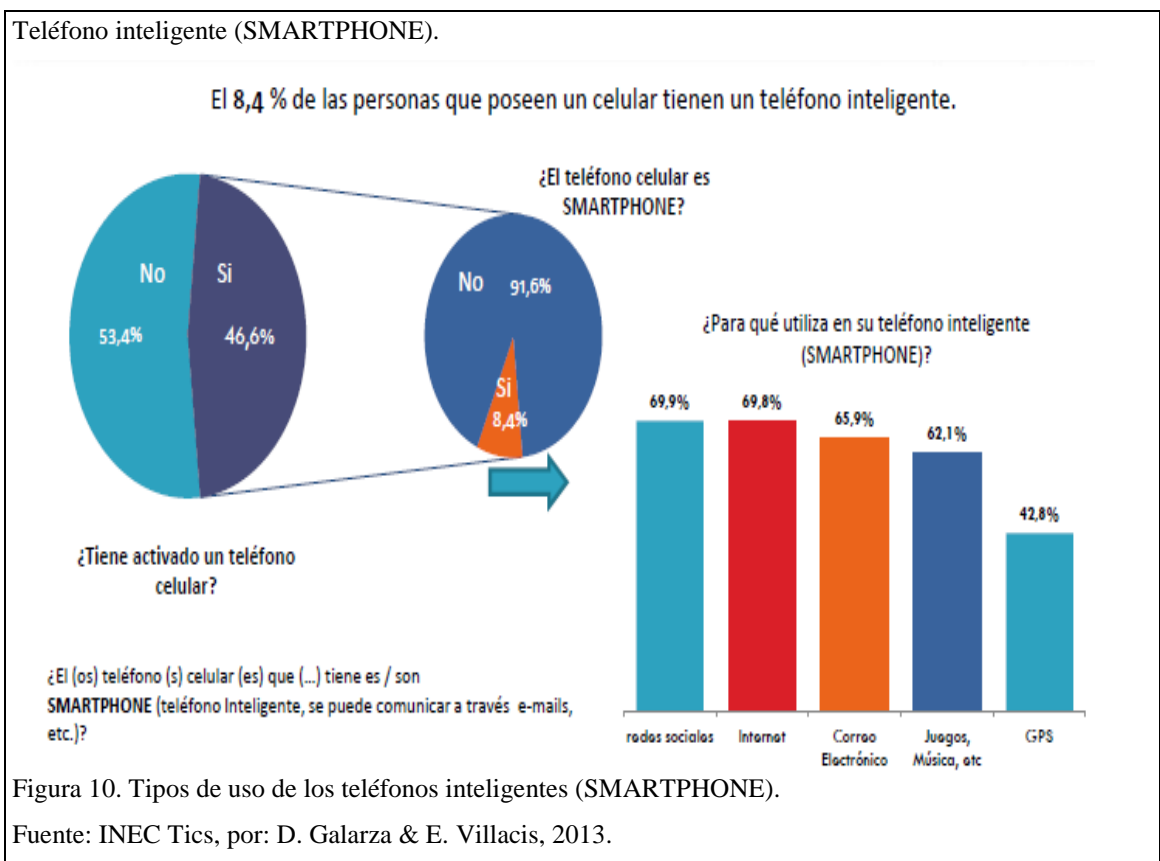 Teléfono inteligente (SMARTPHONE).
El 8,4 % de las personas que poseen un celular tienen un teléfono inteligente.
¿El teléfono celular es
SMARTPHONE?
No
Si
53,4%
46,6%
No
91,6%
Si
8,4%
¿Tiene activado un teléfono
celular?
¿Para qué utiliza en su teléfono inteligente
(SMARTPHONE)?
69,9%
69,8%
65,9%
62,1%
42,8%
redes sociales
Internet
Correo
Electrónico
Juegos,
Música, etc
GPS
¿El (os) teléfono (s) celular (es) que (...) tiene es / son
SMARTPHONE (teléfono Inteligente, se puede comunicar a través e-mails,
etc.)?
Figura 10. Tipos de uso de los teléfonos inteligentes (SMARTPHONE).
Fuente: INEC Tics, por: D. Galarza & E. Villacis, 2013.